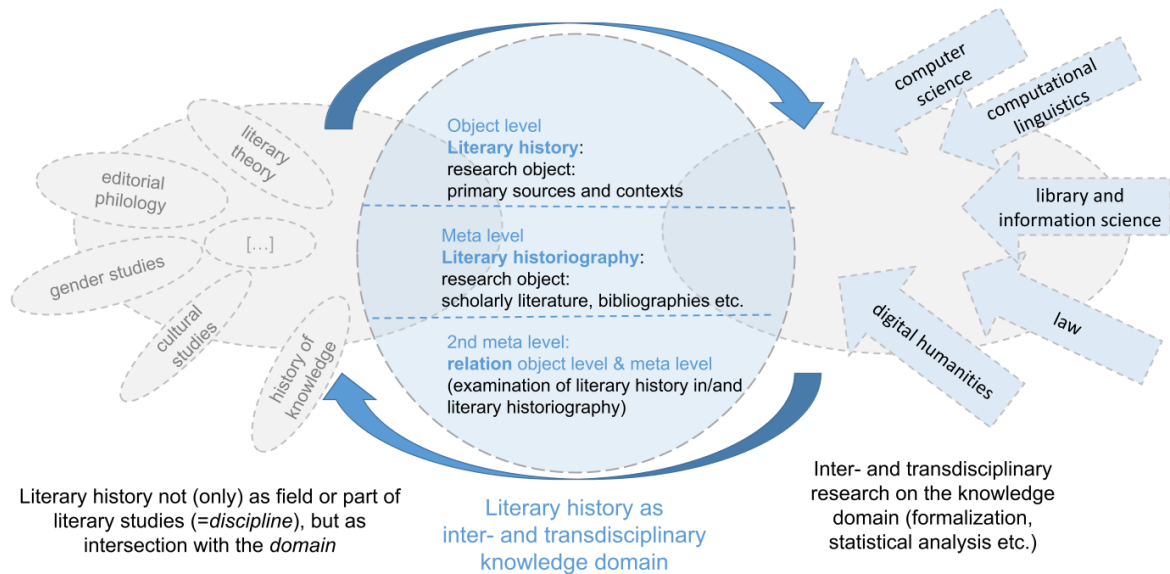 literary
theory
editorial
philology
[...]
gender studies
cultural
studies
history of
knowledge
Literary history not (only) as field or part of
literary studies (=discipline), but as
intersection with the domain
Object level
Literary history:
research object:
primary sources and contexts
Meta level
Literary historiography:
research object:
scholarly literature, bibliographies etc.
2nd meta level:
relation object level & meta level
(examination of literary history in/and
literary historiography)
Literary history as
inter- and transdisciplinary
knowledge domain
computer
science
computational
linguistics
library and
information science
law
digital humanities
Inter- and transdisciplinary
research on the knowledge
domain (formalization,
statistical analysis etc.)